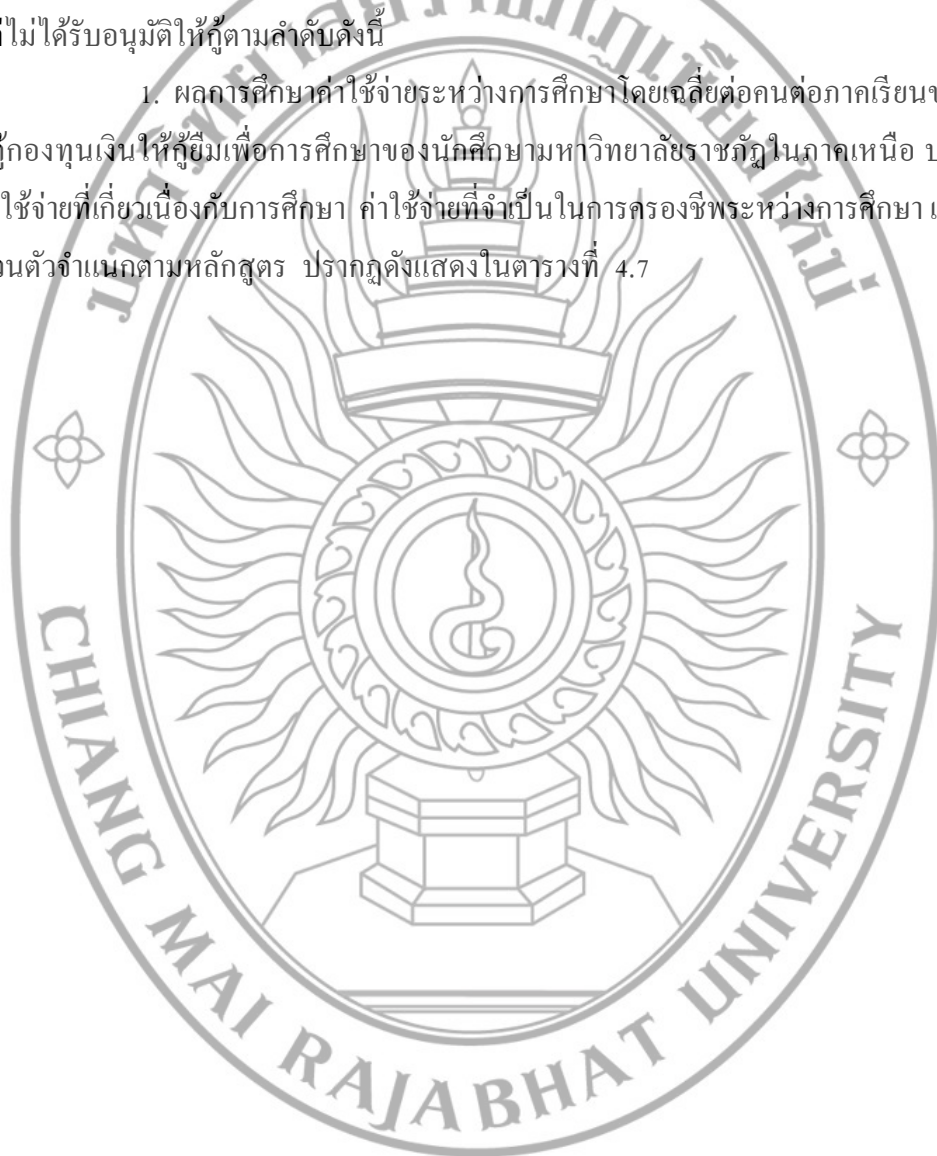 ไม่ได้รับอนุมัติให้กู้ตามลำดับดังนี้
1. ผลการศึกษาค่าใช้จ่ายระหว่างการศึกษาโดยเฉลี่ยต่อคนต่อภาคเรียน
กู้กองทุนเงินให้กู้ยืมเพื่อการศึกษาของนักศึกษามหาวิทยาลัยราชภัฏในภาคเหนือ
ใช้จ่ายที่เกี่ยวเนื่องกับการศึกษา ค่าใช้จ่ายที่จำเป็นในการครองชีพระหว่างการศึกษา
วนตัวจำแนกตามหลักสูตร ปรากฏดังแสดงในตารางที่ 4.7
มหาวิทยาลัยราชภัฏเชียงใหม่
CHIANG MAI RAJABHAT UNIVERSITY